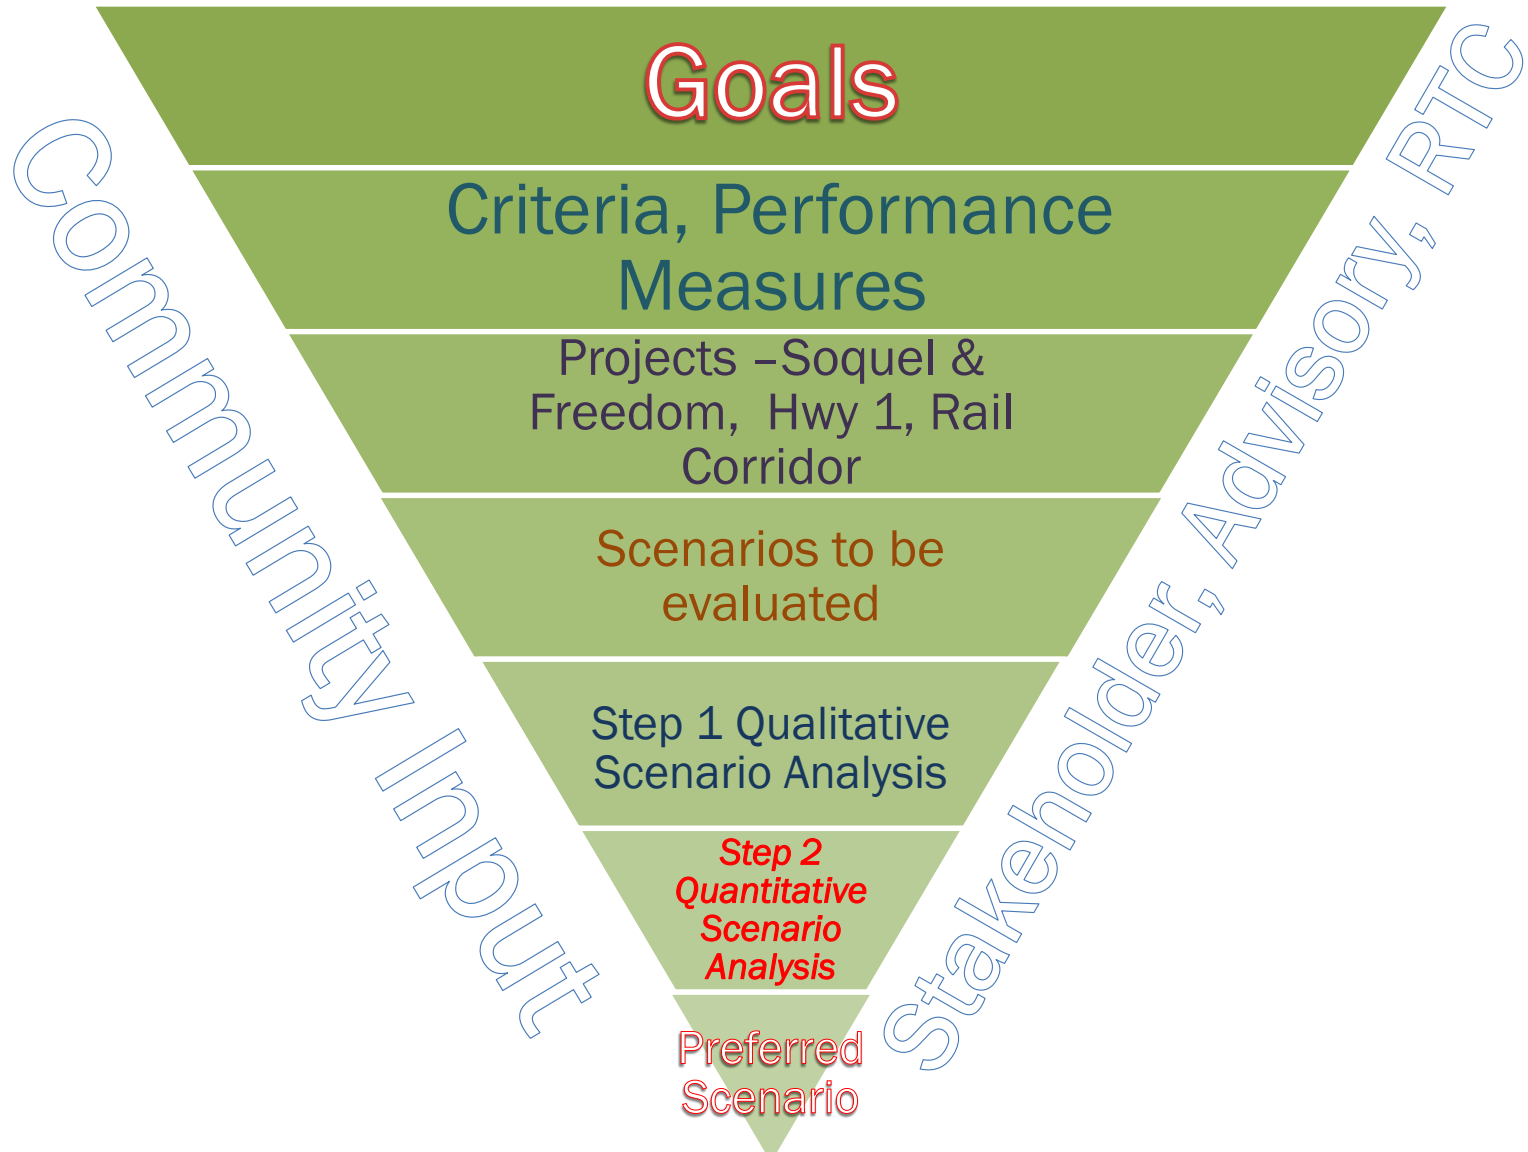 Goals
Criteria, Performance
Measures
Projects –Soquel &
Freedom, Hwy 1, Rail
Corridor
Scenarios to be
evaluated
Step 1 Qualitative
Scenario Analysis
Step 2
Quantitative
Scenario
Analysis
Preferred
Scenario
Community Input
Stakeholder, Advisory, RTC